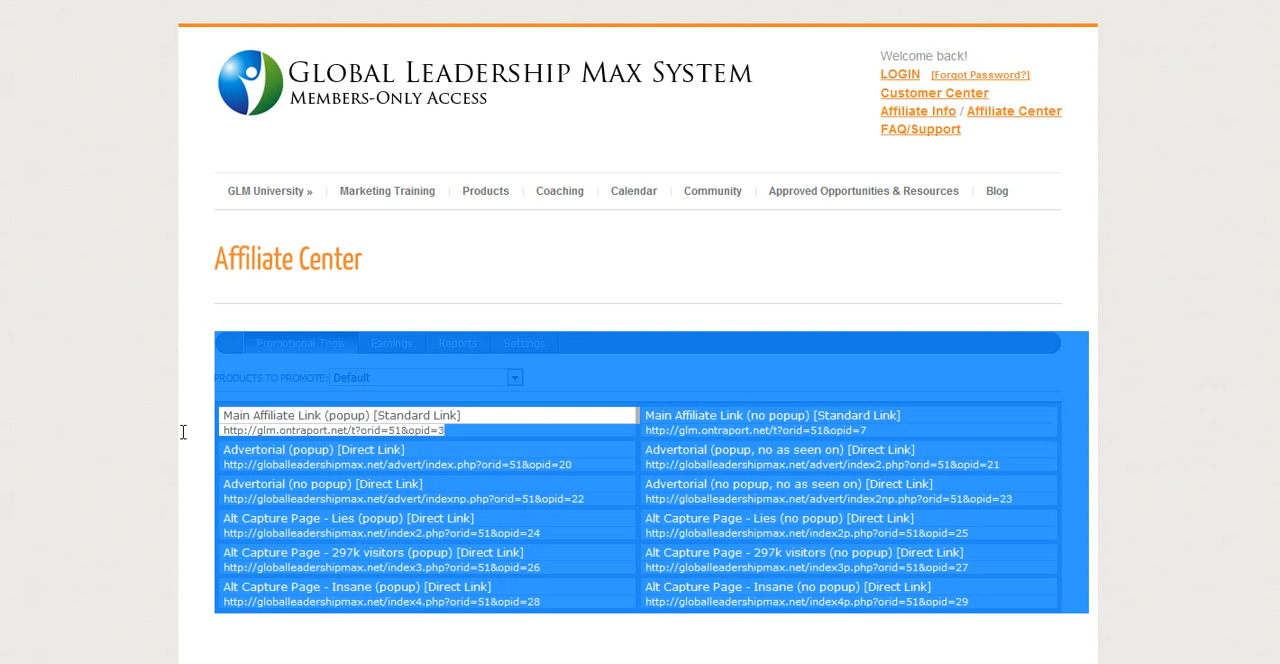 GLOBAL LEADERSHIP MAX SYSTEM
MEMBERS-ONLY ACCESS
Welcome back!
LOGIN [Forgot Password?]
Customer Center
Affiliate Info / Affiliate Center
FAQ/Support
GLM University » Marketing Training Products Coaching Calendar Community Approved Opportunities & Resources Blog
Affiliate Center
Promotional Tools Earnings Reports Settings
PRODUCTS TO PROMOTE: Default
Main Affiliate Link (popup) [Standard Link] Main Affiliate Link (no popup) [Standard Link]
http://glm.ontraport.net/t?orid=51&opid=3 http://glm.ontraport.net/t?orid=51&opid=7
Advertorial (popup) [Direct Link] Advertorial (popup, no as seen on) [Direct Link]
http://globalleadershipmax.net/advert/index.php?orid=51&opid=20 http://globalleadershipmax.net/advert/index2.php?orid=51&opid=21
Advertorial (no popup) [Direct Link] Advertorial (no popup, no as seen on) [Direct Link]
http://globalleadershipmax.net/advert/indexnp.php?orid=51&opid=22 http://globalleadershipmax.net/advert/index2np.php?orid=51&opid=23
Alt Capture Page - Lies (popup) [Direct Link] Alt Capture Page - Lies (no popup) [Direct Link]
http://globalleadershipmax.net/index2.php?orid=51&opid=24 http://globalleadershipmax.net/index2p.php?orid=51&opid=25
Alt Capture Page - 297k visitors (popup) [Direct Link] Alt Capture Page - 297k visitors (no popup) [Direct Link]
http://globalleadershipmax.net/index3.php?orid=51&opid=26 http://globalleadershipmax.net/index3p.php?orid=51&opid=27
Alt Capture Page - Insane (popup) [Direct Link] Alt Capture Page - Insane (no popup) [Direct Link]
http://globalleadershipmax.net/index4.php?orid=51&opid=28 http://globalleadershipmax.net/index4p.php?orid=51&opid=29